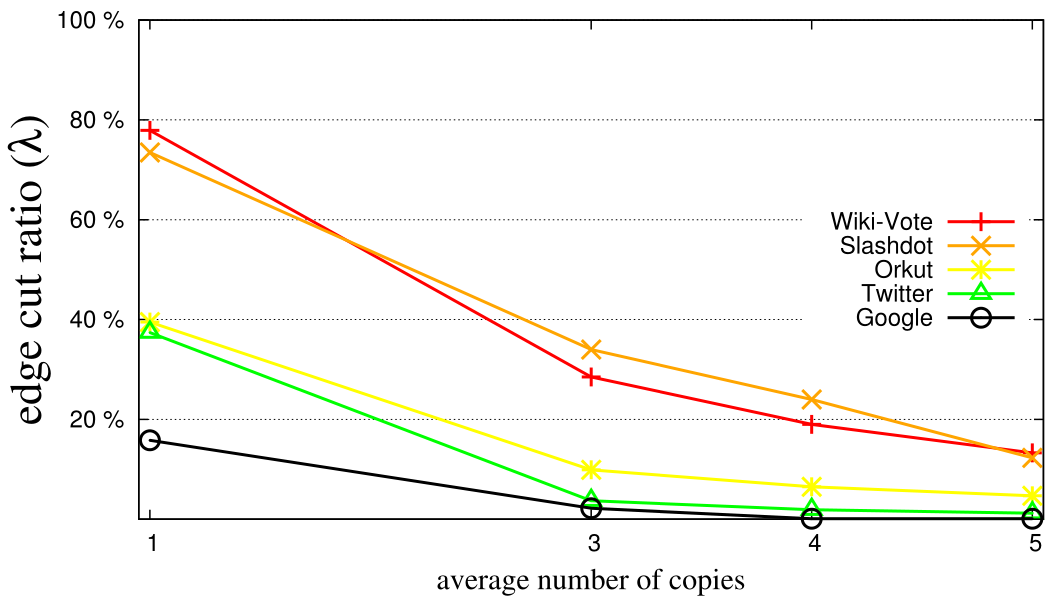 100 %
80 %
60 %
40 %
20 %
edge cut ratio (λ)
Wiki-Vote
Slashdot
Orkut
Twitter
Google
1 3 4 5
average number of copies